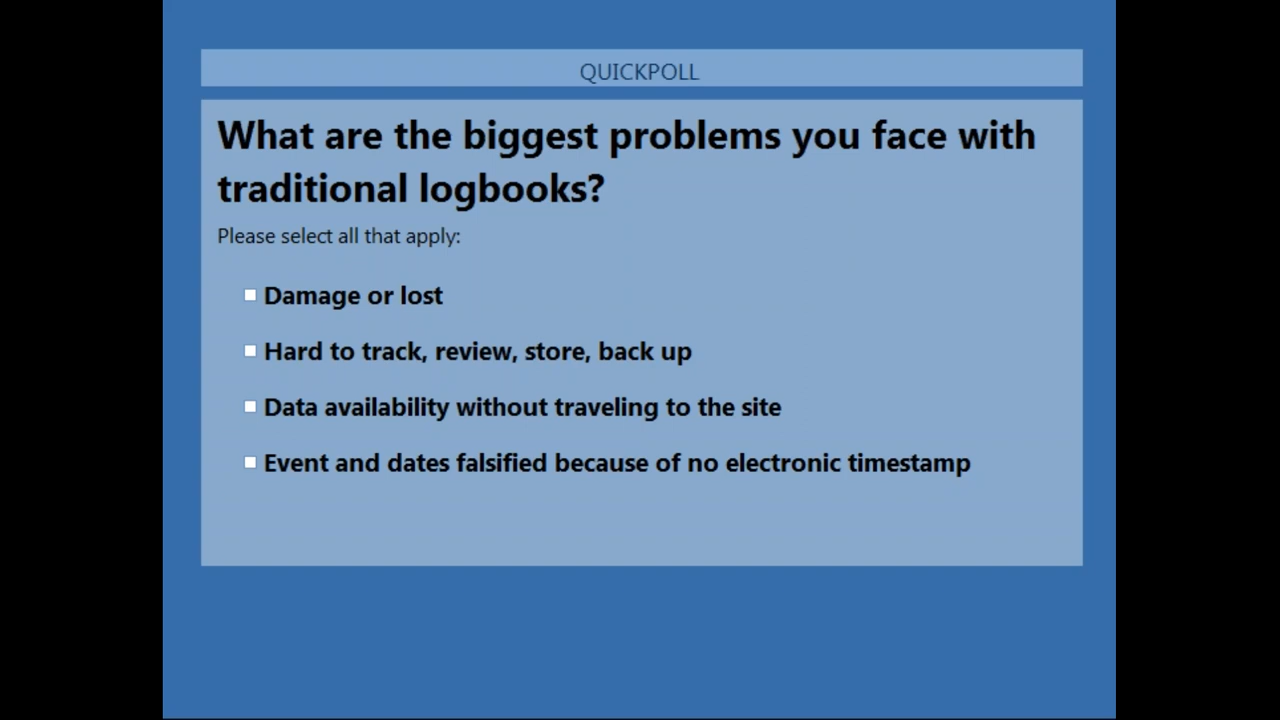 QUICKPOLL
What are the biggest problems you face with
traditional logbooks?
Please select all that apply:
Damage or lost
Hard to track, review, store, back up
Data availability without traveling to the site
Event and dates falsified because of no electronic timestamp